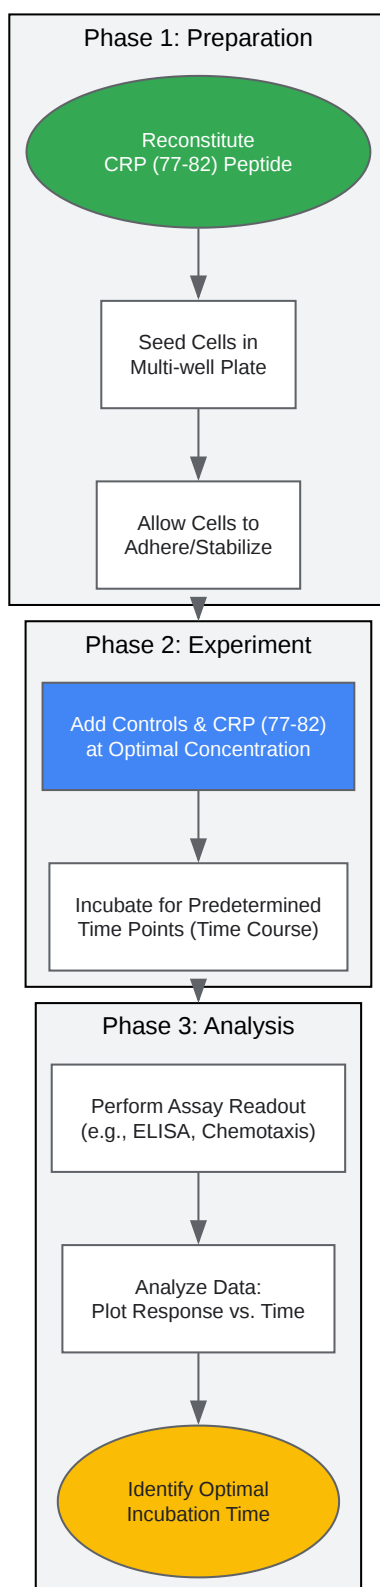 Phase 1: Preparation
Reconstitute
CRP (77-82) Peptide
Seed Cells in
Multi-well Plate
Allow Cells to
Adhere/Stabilize
Phase 2: Experiment
Add Controls & CRP (77-82)
at Optimal Concentration
Incubate for Predetermined
Time Points (Time Course)
Phase 3: Analysis
Perform Assay Readout
(e.g., ELISA, Chemotaxis)
Analyze Data:
Plot Response vs. Time
Identify Optimal
Incubation Time